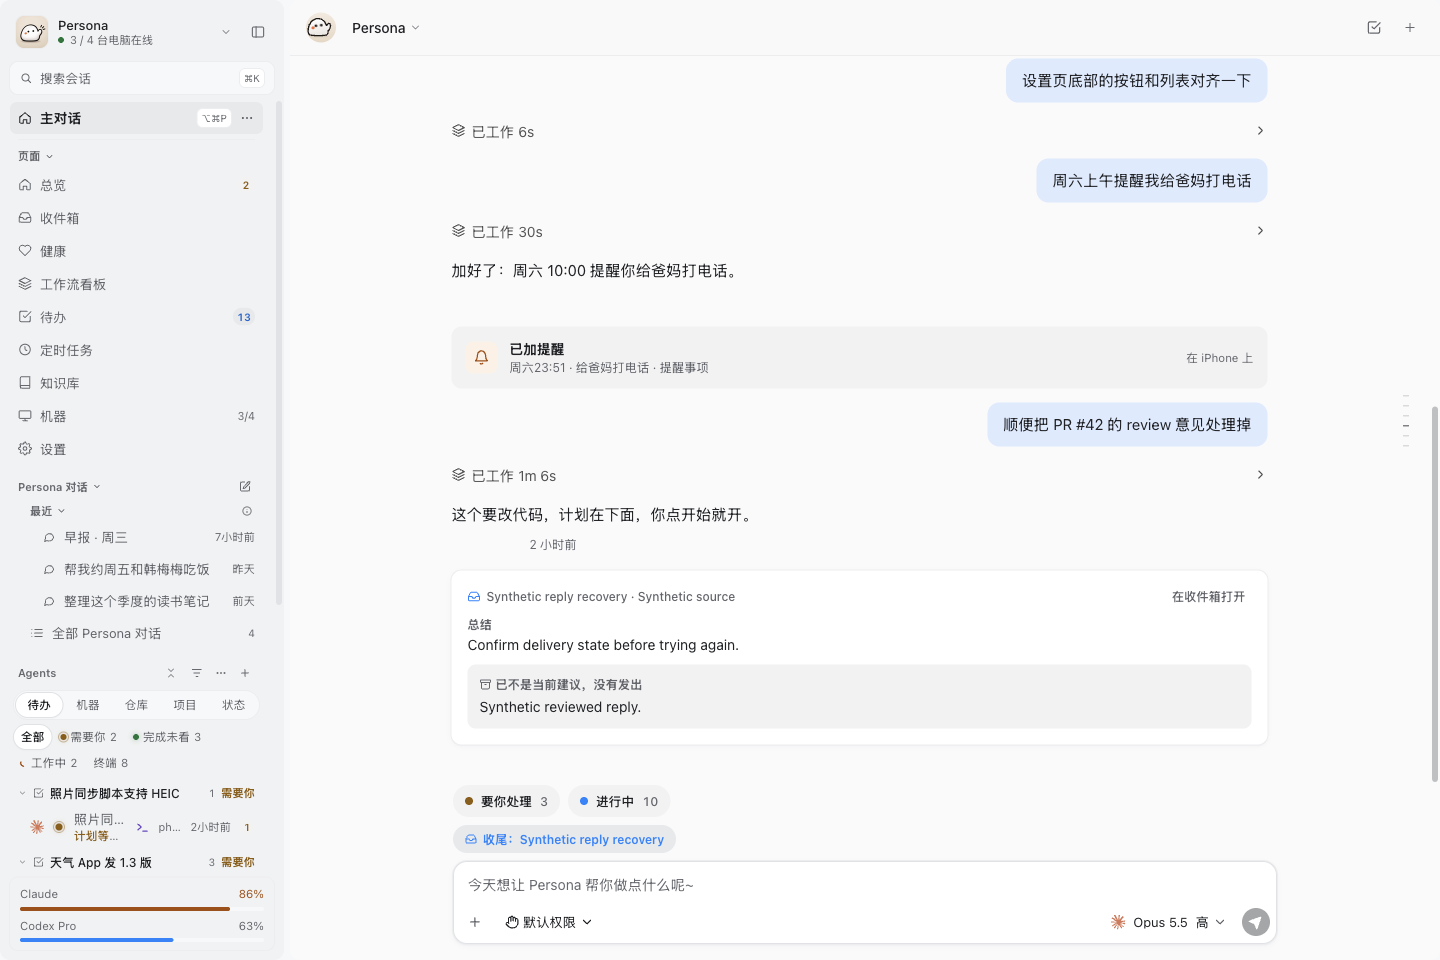 Persona
3 / 4 台电脑在线
搜索会话
⌘K
主对话
⌥⌘P
页面
总览
2
收件箱
健康
工作流看板
待办
13
定时任务
知识库
机器
3/4
设置
Persona 对话
最近
早报 · 周三
7小时前
帮我约周五和韩梅梅吃饭
昨天
整理这个季度的读书笔记
前天
全部 Persona 对话
4
Agents
待办
机器
仓库
项目
状态
全部
需要你 2
完成未看 3
工作中 2
终端 8
照片同步脚本支持 HEIC
1
需要你
照片同...
ph...
2小时前
1
计划等...
天气 App 发 1.3 版
3
需要你
Claude
86%
Codex Pro
63%
Persona
设置页底部的按钮和列表对齐一下
已工作 6s
周六上午提醒我给爸妈打电话
已工作 30s
加好了：周六 10:00 提醒你给爸妈打电话。
已加提醒
周六23:51 · 给爸妈打电话 · 提醒事项
在 iPhone 上
顺便把 PR #42 的 review 意见处理掉
已工作 1m 6s
这个要改代码，计划在下面，你点开始就开。
2 小时前
Synthetic reply recovery · Synthetic source
在收件箱打开
总结
Confirm delivery state before trying again.
已不是当前建议，没有发出
Synthetic reviewed reply.
要你处理 3
进行中 10
收尾：Synthetic reply recovery
今天想让 Persona 帮你做点什么呢~
默认权限
Opus 5.5 高